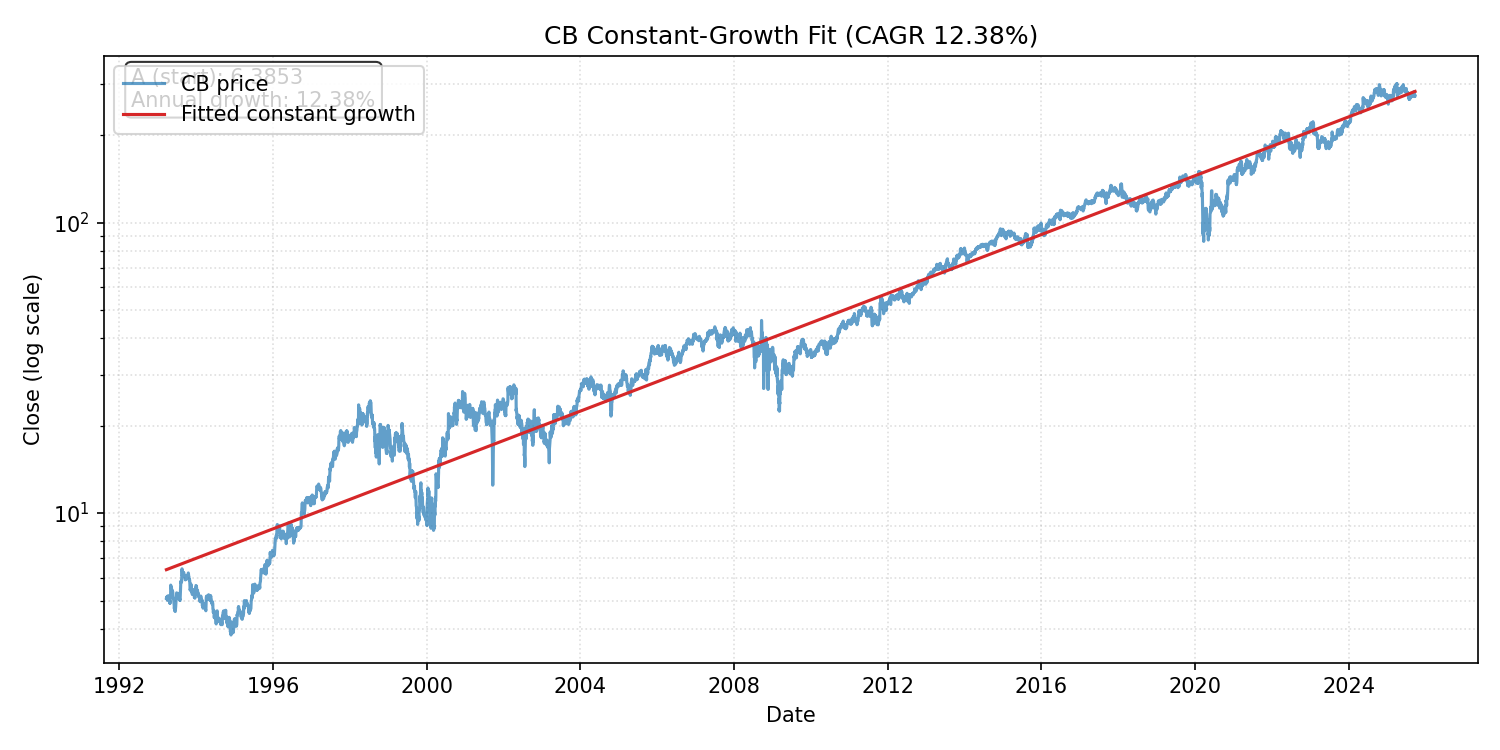 CB Constant-Growth Fit (CAGR 12.38%)
A (start): 6.3853
Annual growth: 12.38%
CB price
Fitted constant growth
Close (log scale)
10²
10¹
1992 1996 2000 2004 2008 2012 2016 2020 2024
Date